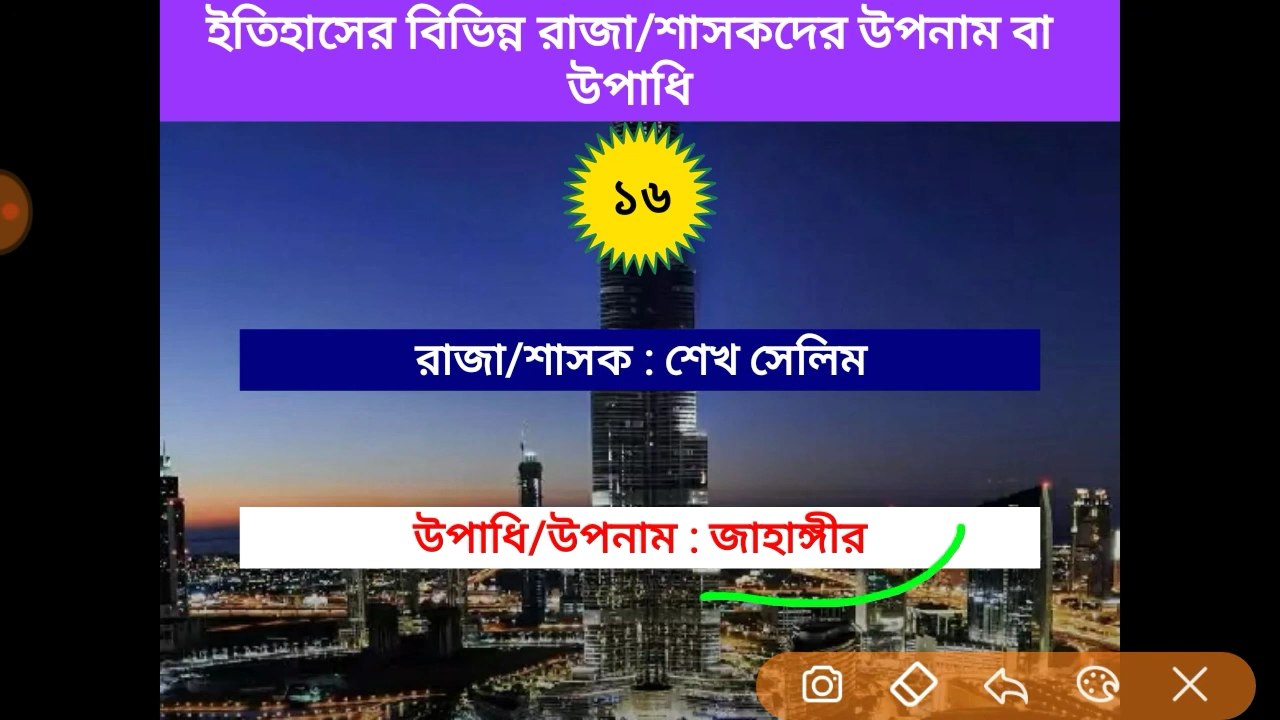 ইতিহাসের বিভিন্ন রাজা/শাসকদের উপনাম বা
উপাধি
১৬
রাজা/শাসক : শেখ সেলিম
উপাধি/উপনাম : জাহাঙ্গীর